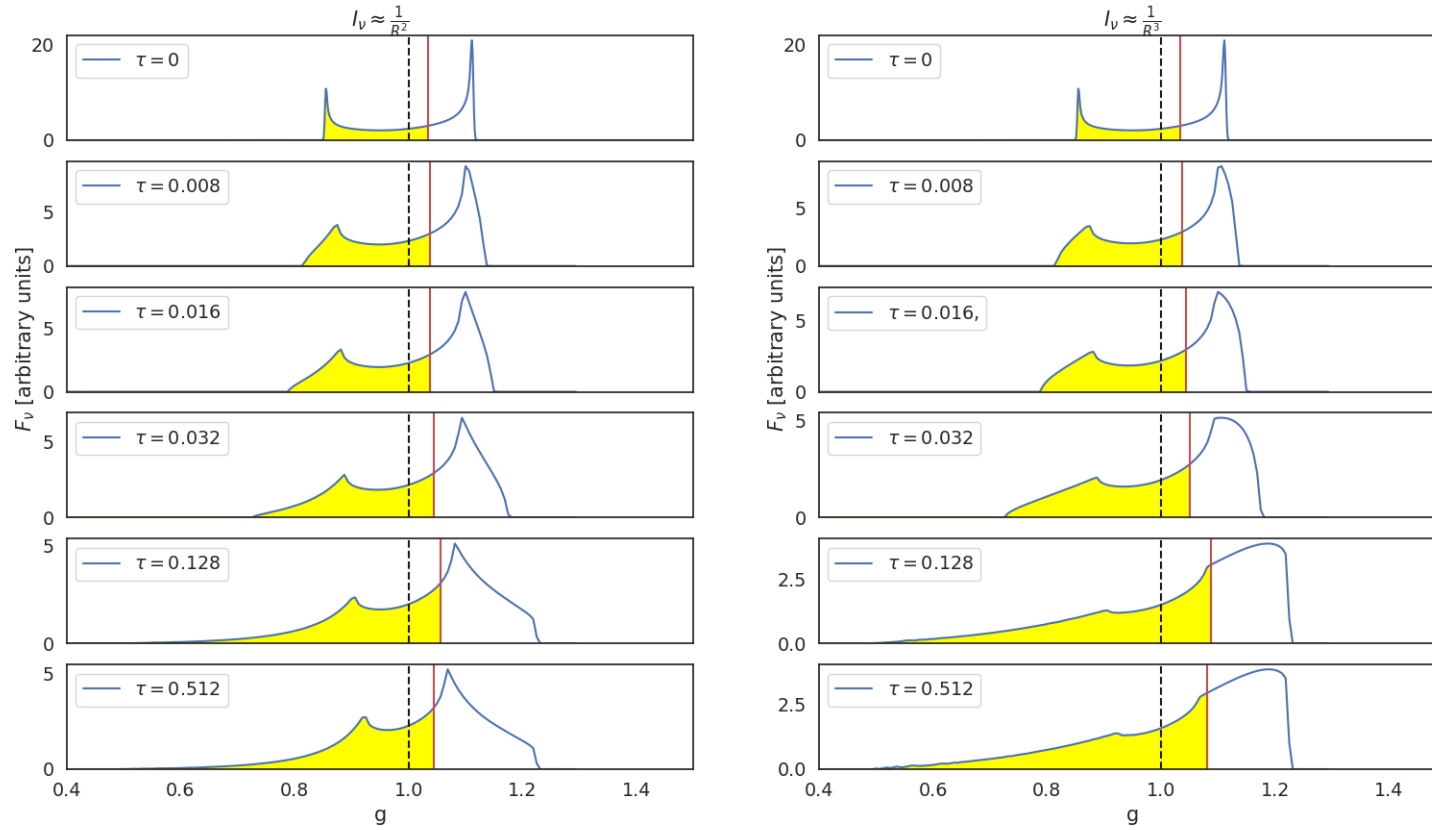 I_ν ≈ 1/R²
20
0
τ = 0
5
0
τ = 0.008
5
0
τ = 0.016
5
0
τ = 0.032
5
0
τ = 0.128
5
0
τ = 0.512
0.4 0.6 0.8 1.0 1.2 1.4
g
F_ν [arbitrary units]
I_ν ≈ 1/R³
20
0
τ = 0
5
0
τ = 0.008
5
0
τ = 0.016,
5
0
τ = 0.032
2.5
0.0
τ = 0.128
2.5
0.0
τ = 0.512
0.4 0.6 0.8 1.0 1.2 1.4
g
F_ν [arbitrary units]